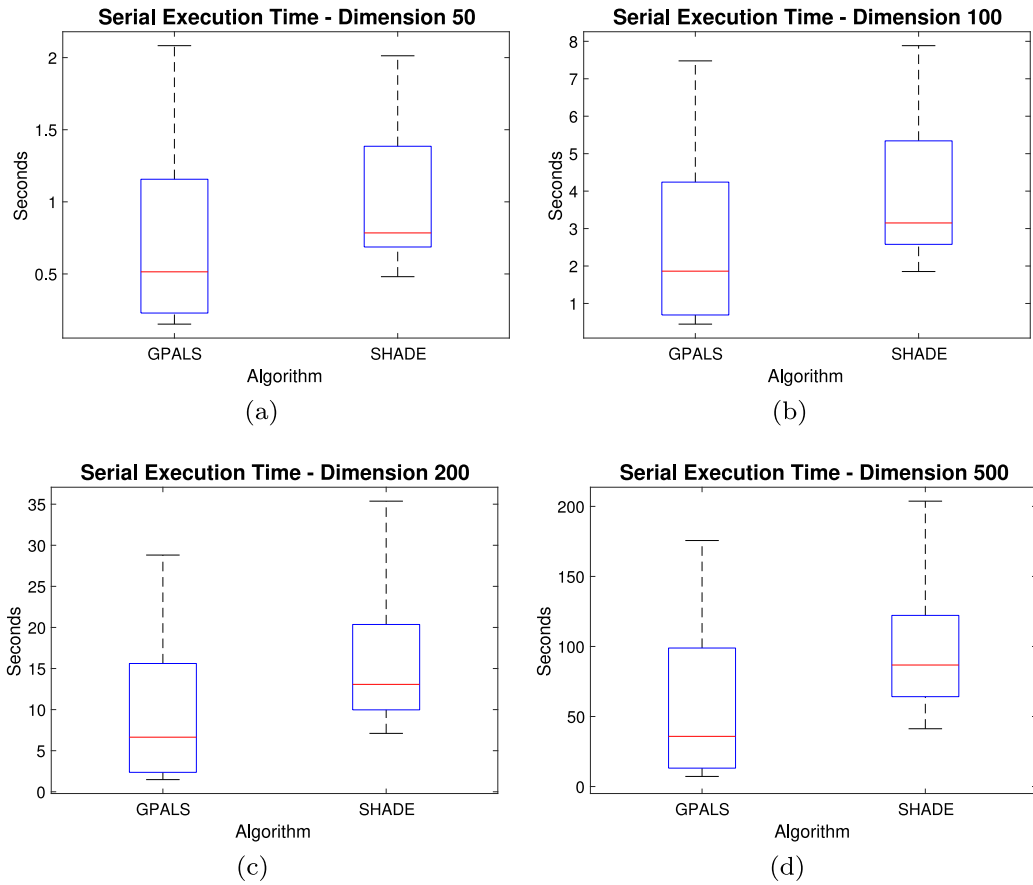 Serial Execution Time - Dimension 50
2
1.5
1
0.5
Seconds
GPALS SHADE
Algorithm
(a)
Serial Execution Time - Dimension 100
8
7
6
5
4
3
2
1
Seconds
GPALS SHADE
Algorithm
(b)
Serial Execution Time - Dimension 200
35
30
25
20
15
10
5
0
Seconds
GPALS SHADE
Algorithm
(c)
Serial Execution Time - Dimension 500
200
150
100
50
0
Seconds
GPALS SHADE
Algorithm
(d)